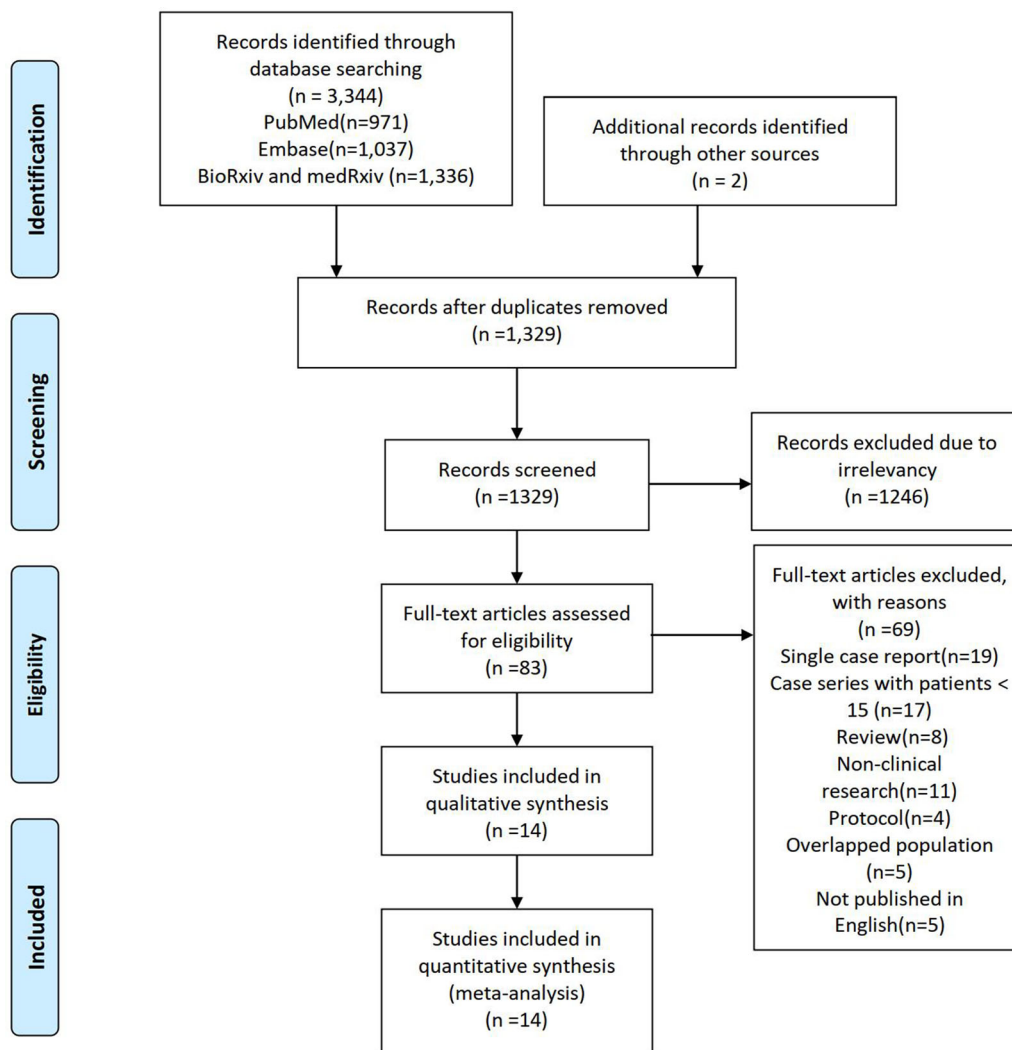 Identification
Records identified through
database searching
(n = 3,344)
PubMed(n=971)
Embase(n=1,037)
BioRxiv and medRxiv (n=1,336)
Additional records identified
through other sources
(n = 2)
Records after duplicates removed
(n =1,329)
Screening
Records screened
(n =1329)
Records excluded due to
irrelevancy
(n =1246)
Eligibility
Full-text articles assessed
for eligibility
(n =83)
Full-text articles excluded,
with reasons
(n =69)
Single case report(n=19)
Case series with patients <
15 (n=17)
Review(n=8)
Non-clinical
research(n=11)
Protocol(n=4)
Overlapped population
(n=5)
Not published in
English(n=5)
Studies included in
qualitative synthesis
(n =14)
Included
Studies included in
quantitative synthesis
(meta-analysis)
(n =14)